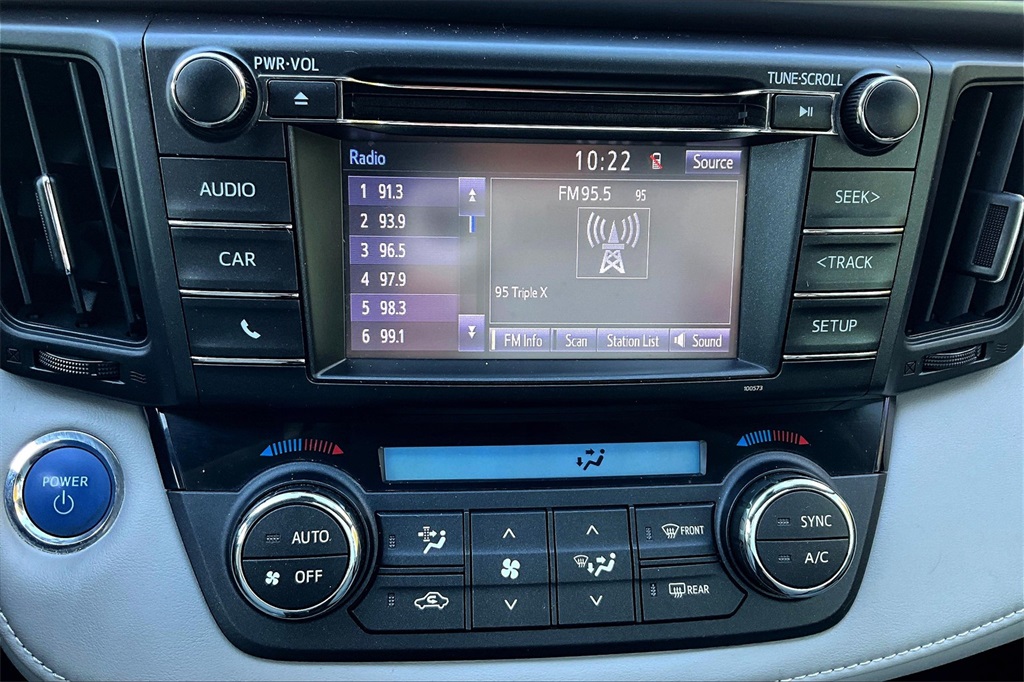 PWR·VOL
TUNE·SCROLL
Radio 10:22 Source
AUDIO
CAR
1 91.3
2 93.9
3 96.5
4 97.9
5 98.3
6 99.1
FM 95.5 95
95 Triple X
FM Info Scan Station List Sound
SEEK>
<TRACK
SETUP
100573
POWER
AUTO
OFF
FRONT
REAR
SYNC
A/C